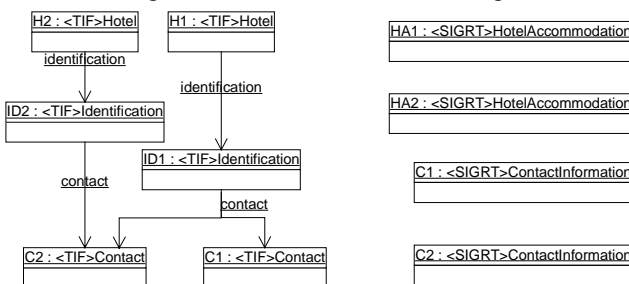 H2 : <TIF>Hotel
H1 : <TIF>Hotel
identification
identification
ID2 : <TIF>Identification
ID1 : <TIF>Identification
contact
contact
C2 : <TIF>Contact
C1 : <TIF>Contact
HA1 : <SIGRT>HotelAccommodation
HA2 : <SIGRT>HotelAccommodation
C1 : <SIGRT>ContactInformation
C2 : <SIGRT>ContactInformation